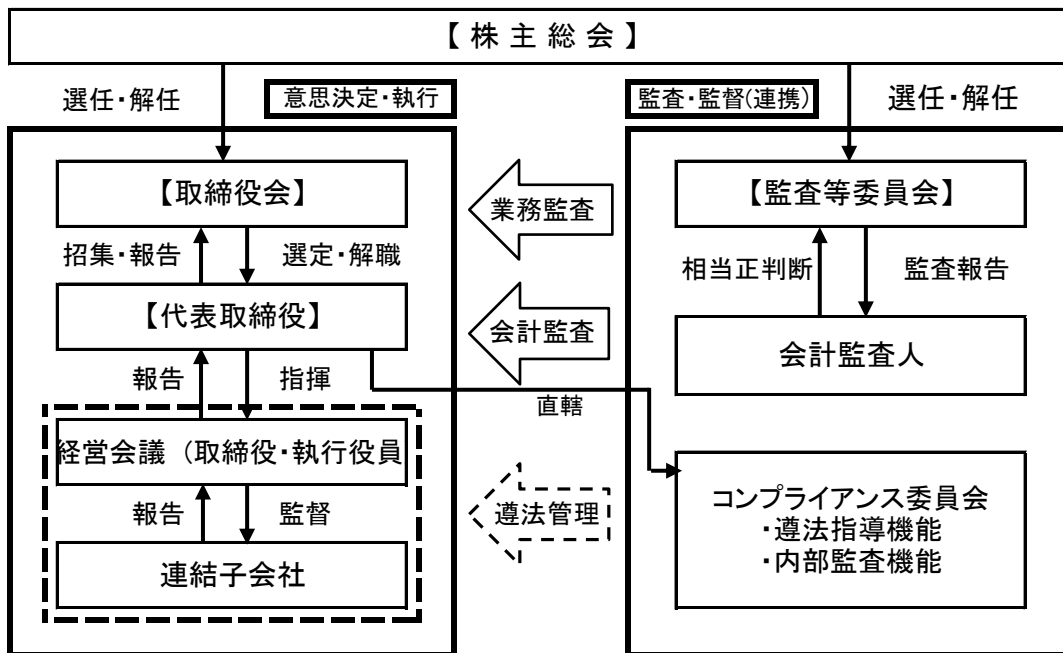 【 株 主 総 会 】
選任・解任
意思決定・執行
監査・監督(連携)
選任・解任
【取締役会】
業務監査
【監査等委員会】
招集・報告
選定・解職
相当正判断
監査報告
【代表取締役】
会計監査
会計監査人
報告
指揮
直轄
経営会議 (取締役・執行役員
コンプライアンス委員会
・遵法指導機能
・内部監査機能
報告
監督
遵法管理
連結子会社